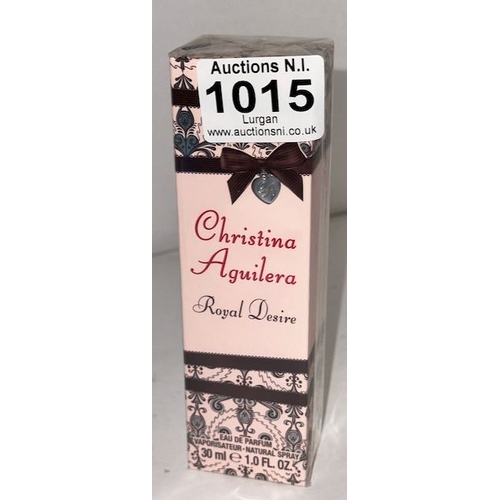 Auctions N.I.
1015
Lurgan
www.auctionsni.co.uk
Christina
Aguilera
Royal Desire
EAU DE PARFUM
VAPORISATEUR-NATURAL SPRAY
30 ml e 1.0 FL. OZ.